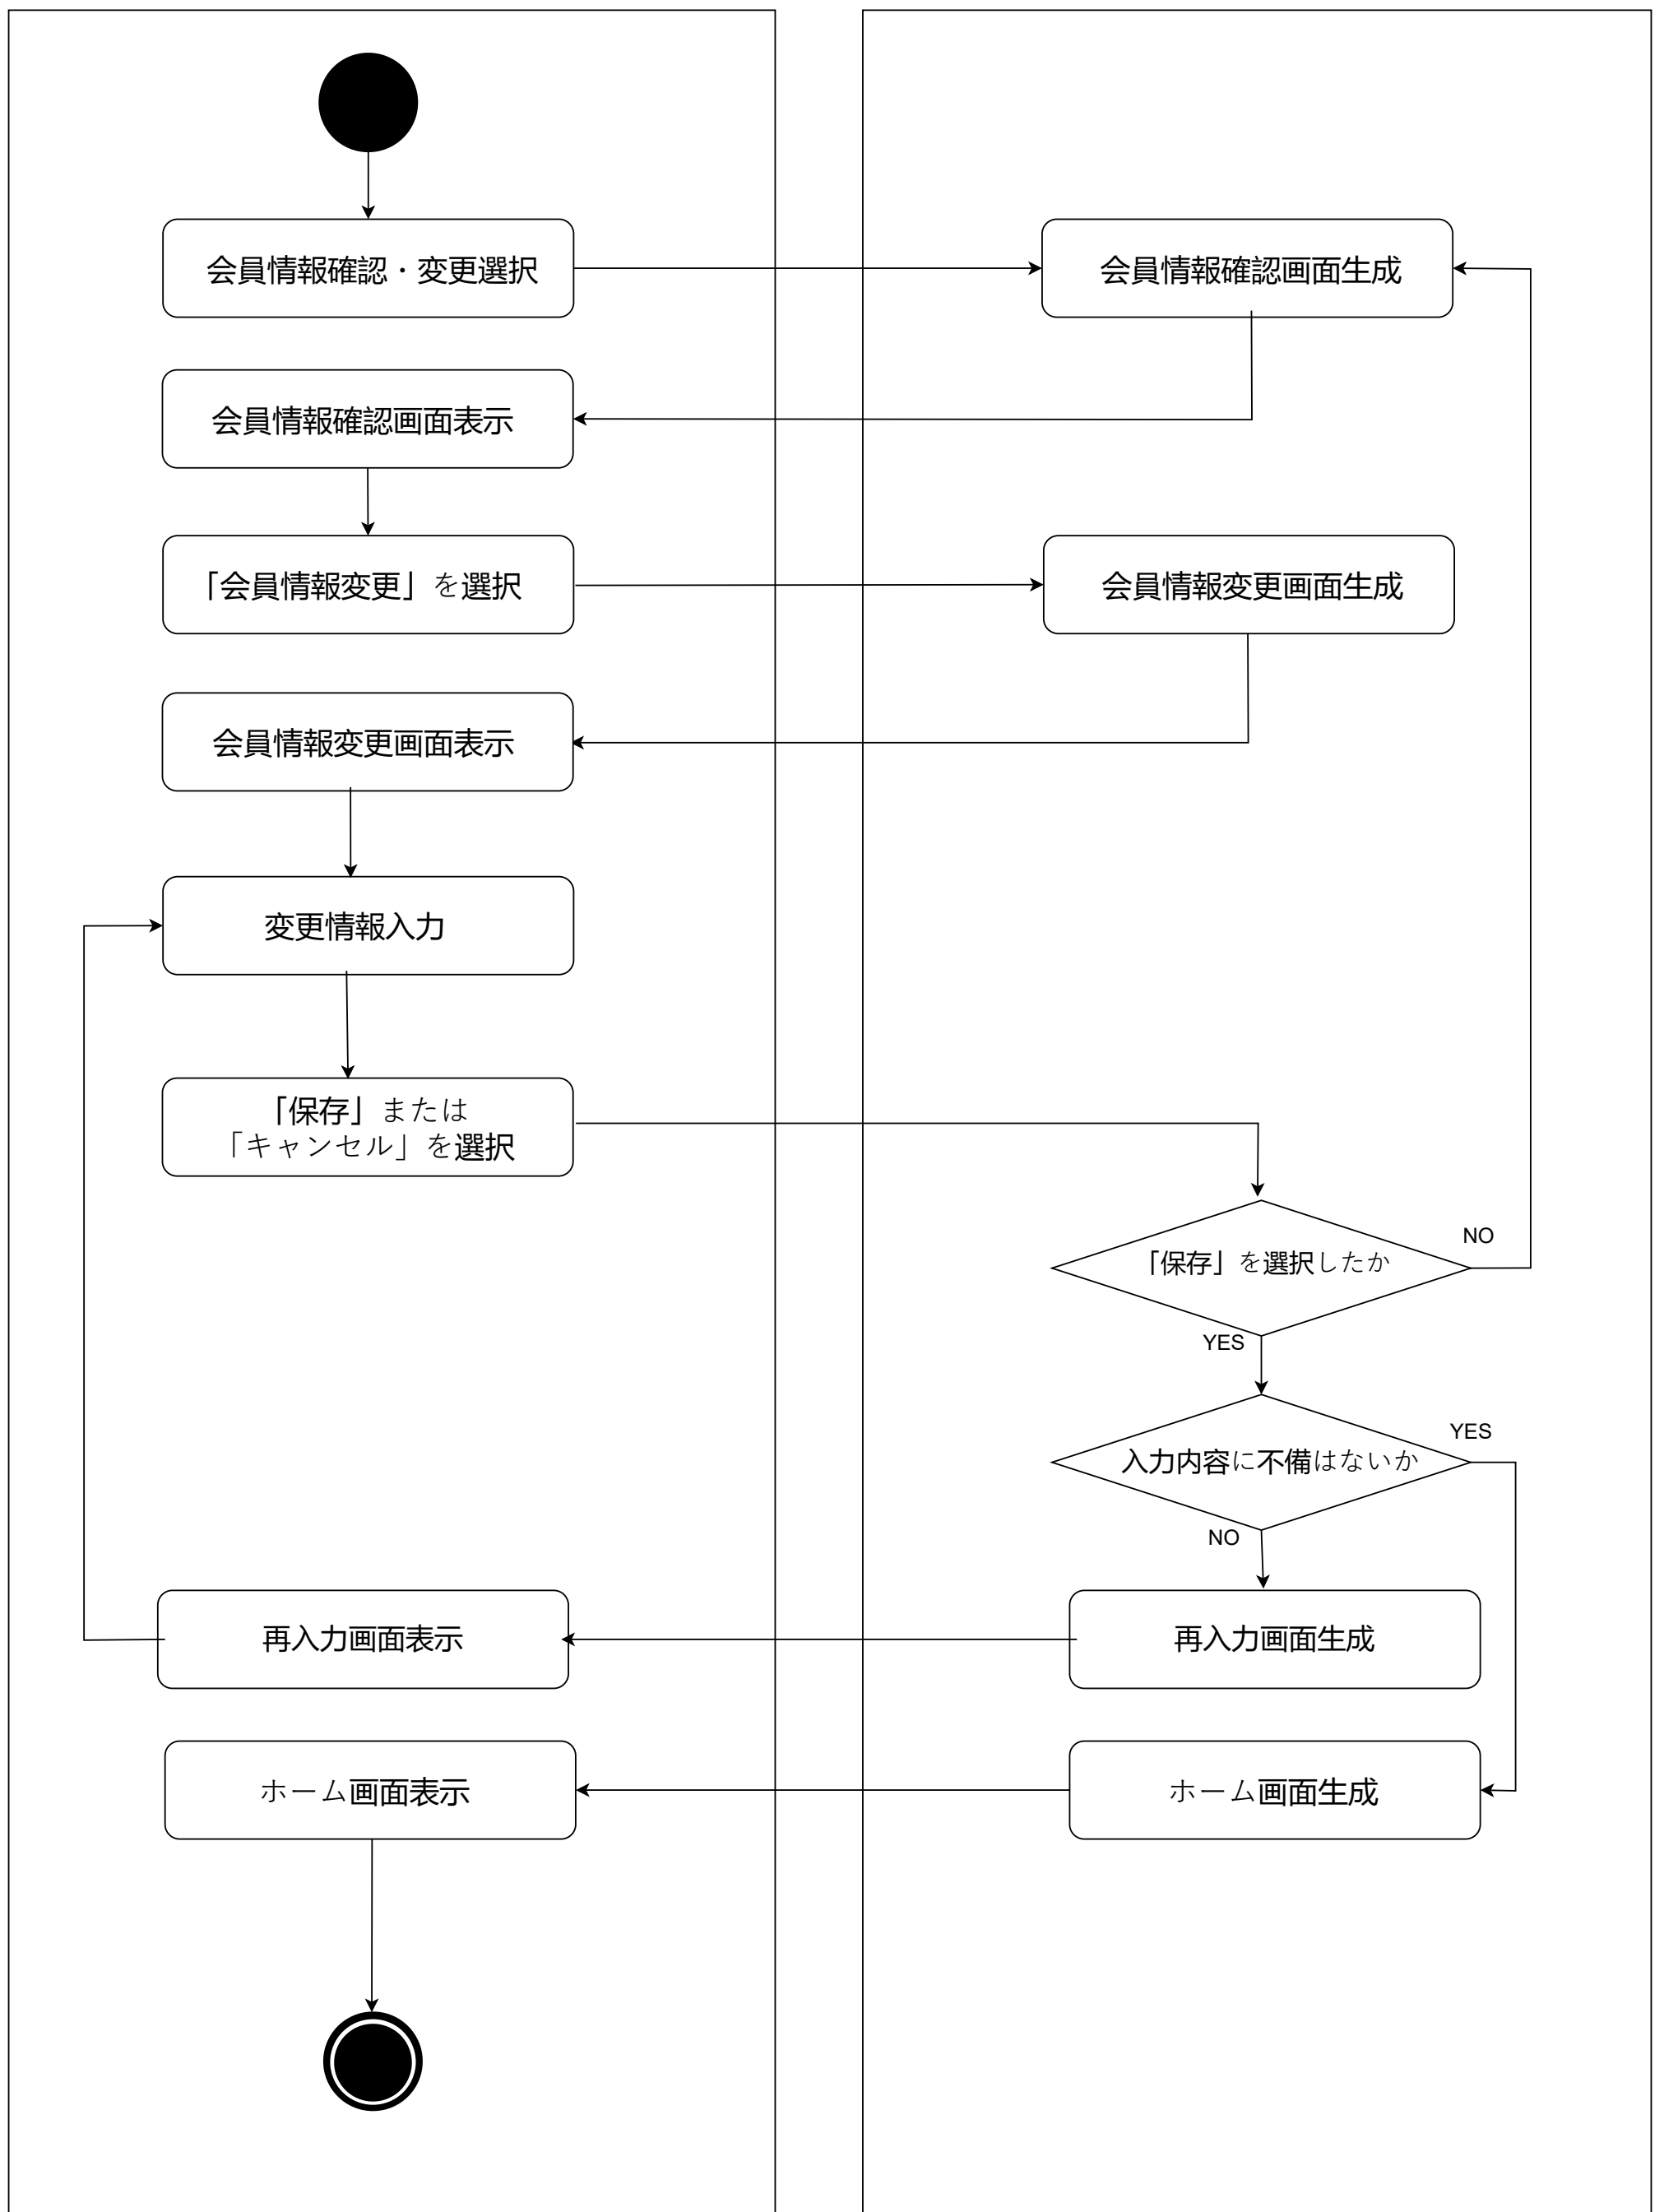 会員情報確認・変更選択
会員情報確認画面生成
会員情報確認画面表示
「会員情報変更」を選択
会員情報変更画面生成
会員情報変更画面表示
変更情報入力
「保存」または
「キャンセル」を選択
「保存」を選択したか
NO
YES
入力内容に不備はないか
YES
NO
再入力画面表示
再入力画面生成
ホーム画面表示
ホーム画面生成